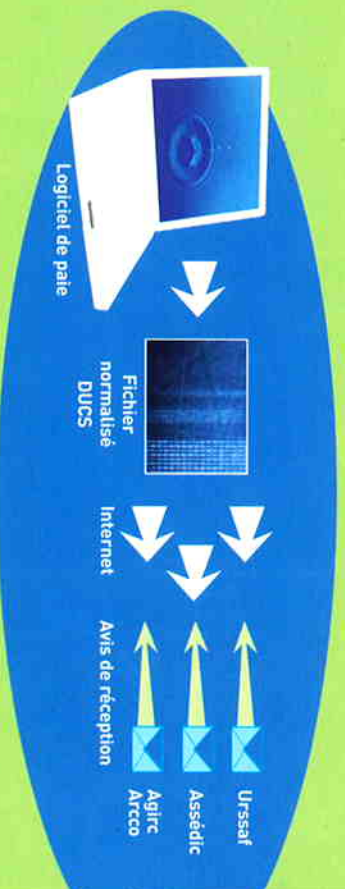 Logiciel de paie
Fichier
normalisé
DUCS
Internet
Avis de réception
Urssaf
Assédic
Agirc
Arcco